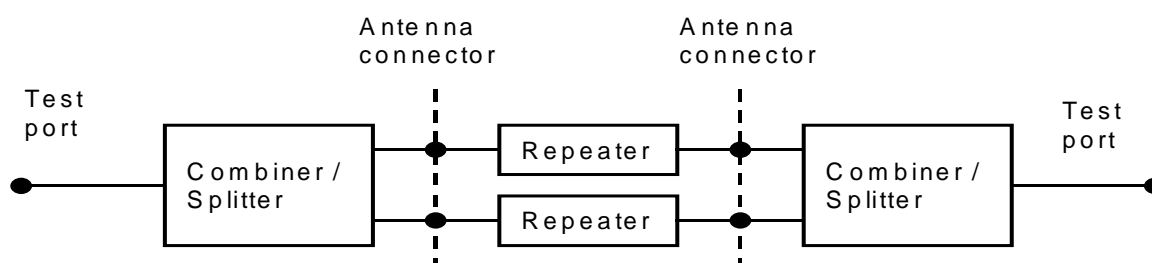 Antenna
connector
Antenna
connector
Test
port
Test
port
Combiner /
Splitter
Repeater
Repeater
Combiner /
Splitter